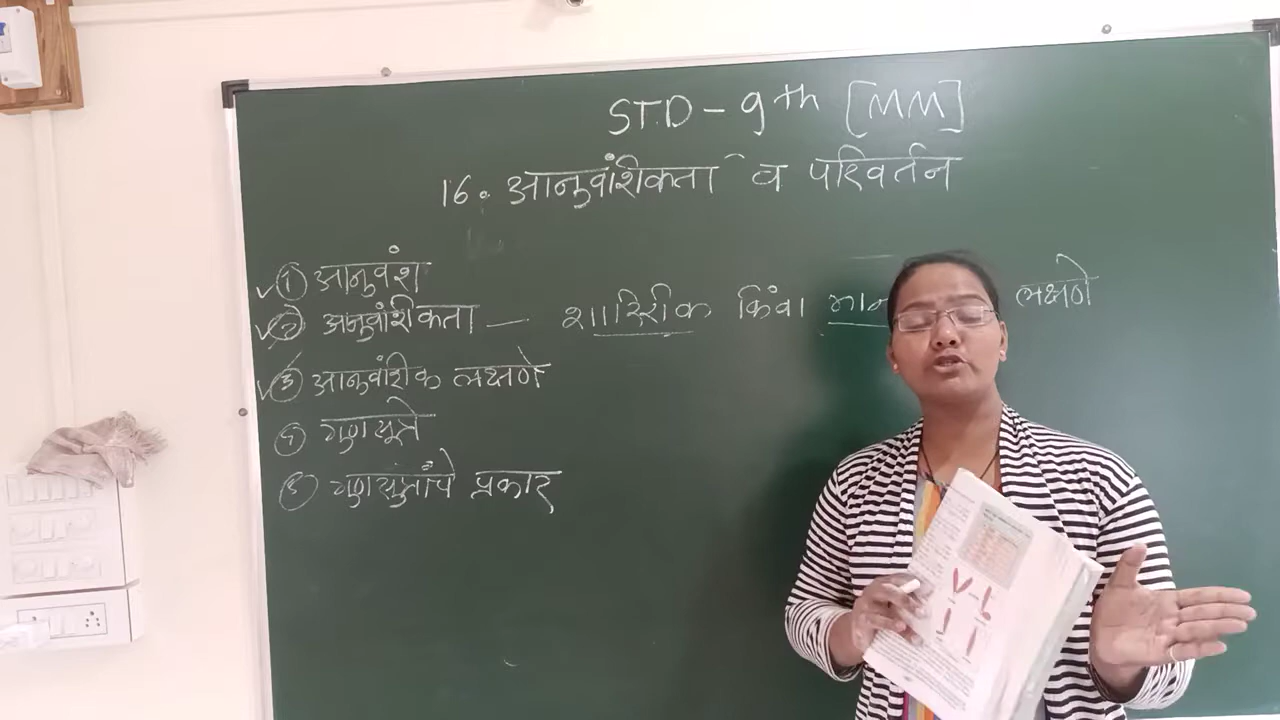 STD - 9th [MM]
16. आनुवांशिकता व परिवर्तन
① आनुवंश
② अनुवांशिकता — शारिरीक किंवा मान लक्षणे
③ आनुवांशीक लक्षणे
④ गुणसूत्रे
⑤ गुणसुत्रांचे प्रकार